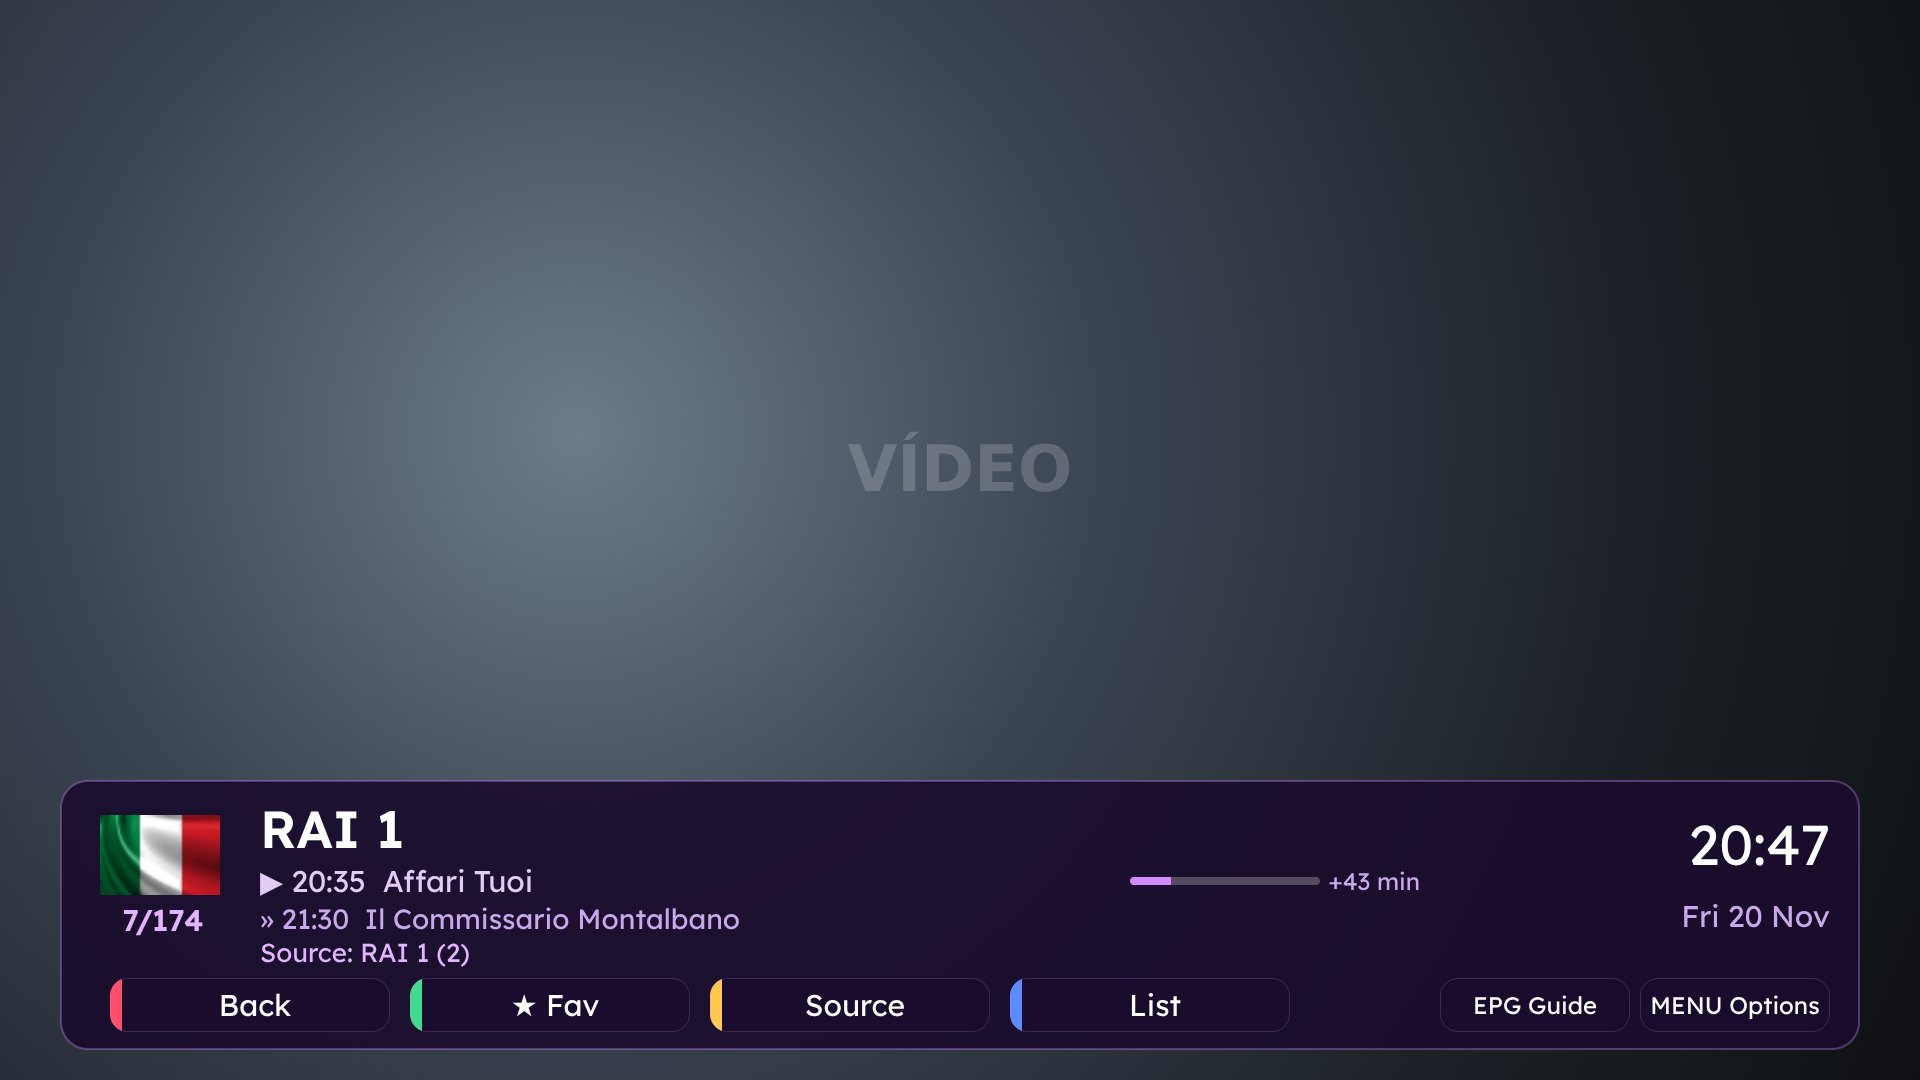 VÍDEO
RAI 1
▶ 20:35 Affari Tuoi
+43 min
20:47
7/174
» 21:30 Il Commissario Montalbano
Fri 20 Nov
Source: RAI 1 (2)
Back
★ Fav
Source
List
EPG Guide
MENU Options